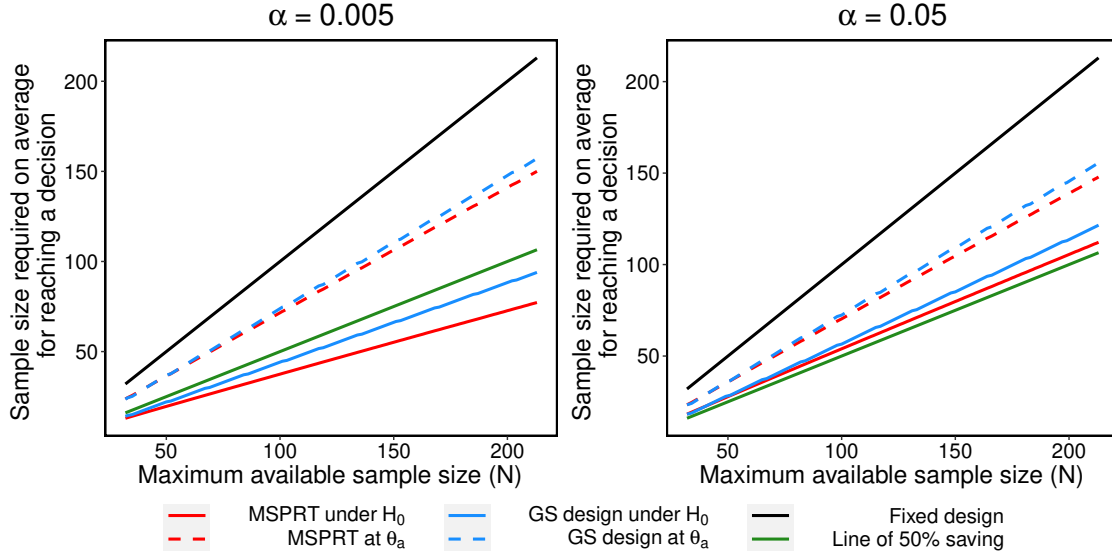 α = 0.005
α = 0.05
Sample size required on average
for reaching a decision
200
150
100
50
50
100
150
200
Maximum available sample size (N)
Sample size required on average
for reaching a decision
200
150
100
50
50
100
150
200
Maximum available sample size (N)
MSPRT under H₀
GS design under H₀
Fixed design
MSPRT at θₐ
GS design at θₐ
Line of 50% saving